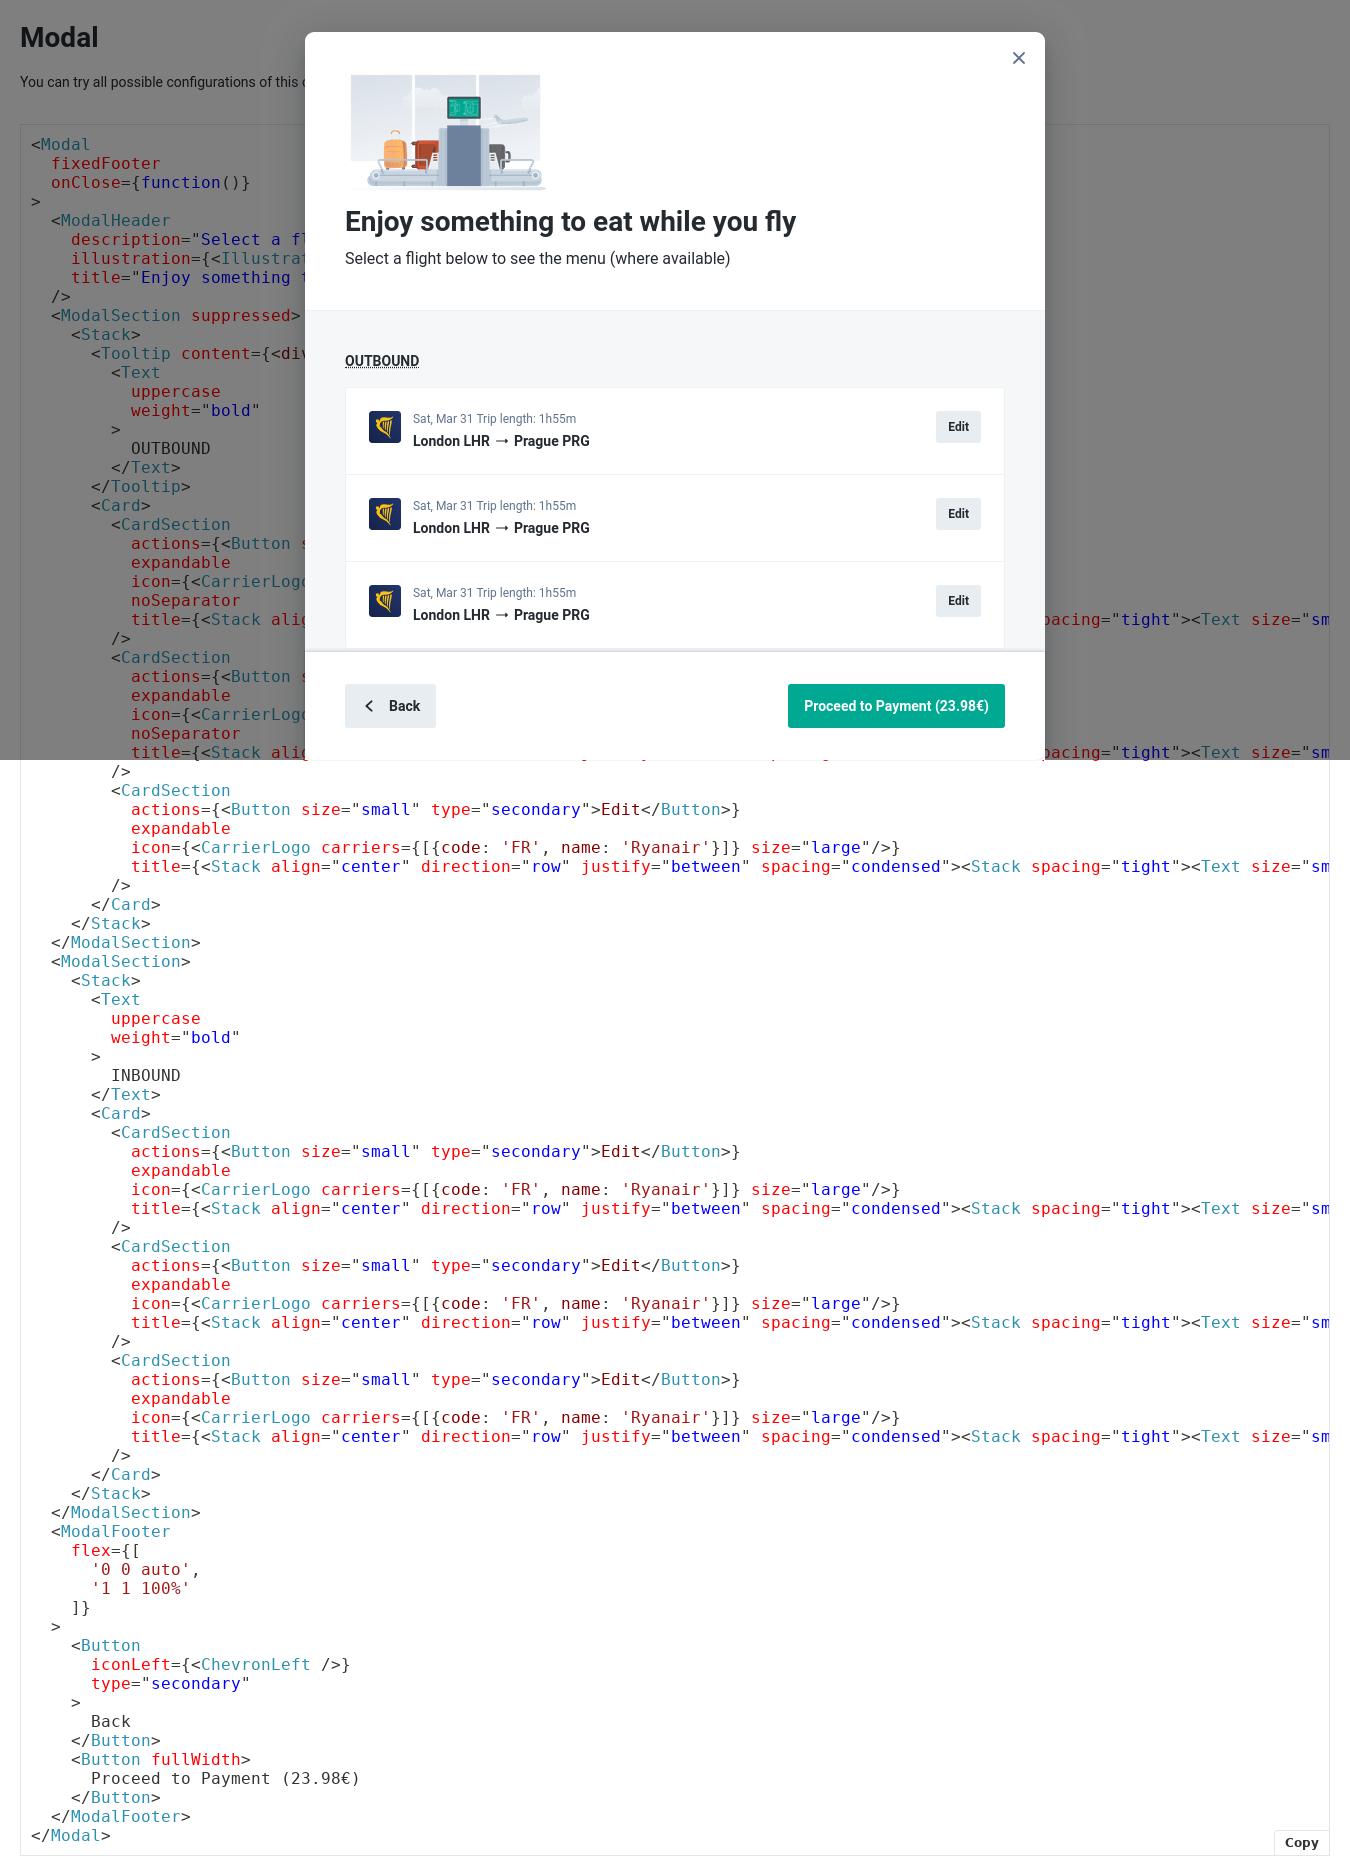 Modal
You can try all possible configurations of this
<Modal
fixedFooter
onClose={function()}
>
<ModalHeader
description="Select a fl
illustration={<Illustrat
title="Enjoy something t
/>
<ModalSection suppressed>
<Stack>
<Tooltip content={<div
<Text
uppercase
weight="bold"
>
OUTBOUND
</Text>
</Tooltip>
<Card>
<CardSection
actions={<Button s
expandable
icon={<CarrierLogo
noSeparator
title={<Stack alig
pacing="tight"><Text size="sm
/>
<CardSection
actions={<Button s
expandable
icon={<CarrierLogo
noSeparator
title={<Stack alig
pacing="tight"><Text size="sm
Enjoy something to eat while you fly
Select a flight below to see the menu (where available)
OUTBOUND
Sat, Mar 31 Trip length: 1h55m
London LHR → Prague PRG
Edit
Sat, Mar 31 Trip length: 1h55m
London LHR → Prague PRG
Edit
Sat, Mar 31 Trip length: 1h55m
London LHR → Prague PRG
Edit
Back
Proceed to Payment (23.98€)
/>
<CardSection
actions={<Button size="small" type="secondary">Edit</Button>}
expandable
icon={<CarrierLogo carriers={[{code: 'FR', name: 'Ryanair'}]} size="large"/>}
title={<Stack align="center" direction="row" justify="between" spacing="condensed"><Stack spacing="tight"><Text size="sm
/>
</Card>
</Stack>
</ModalSection>
<ModalSection>
<Stack>
<Text
uppercase
weight="bold"
>
INBOUND
</Text>
<Card>
<CardSection
actions={<Button size="small" type="secondary">Edit</Button>}
expandable
icon={<CarrierLogo carriers={[{code: 'FR', name: 'Ryanair'}]} size="large"/>}
title={<Stack align="center" direction="row" justify="between" spacing="condensed"><Stack spacing="tight"><Text size="sm
/>
<CardSection
actions={<Button size="small" type="secondary">Edit</Button>}
expandable
icon={<CarrierLogo carriers={[{code: 'FR', name: 'Ryanair'}]} size="large"/>}
title={<Stack align="center" direction="row" justify="between" spacing="condensed"><Stack spacing="tight"><Text size="sm
/>
<CardSection
actions={<Button size="small" type="secondary">Edit</Button>}
expandable
icon={<CarrierLogo carriers={[{code: 'FR', name: 'Ryanair'}]} size="large"/>}
title={<Stack align="center" direction="row" justify="between" spacing="condensed"><Stack spacing="tight"><Text size="sm
/>
</Card>
</Stack>
</ModalSection>
<ModalFooter
flex={[
'0 0 auto',
'1 1 100%'
]}
>
<Button
iconLeft={<ChevronLeft />}
type="secondary"
>
Back
</Button>
<Button fullWidth>
Proceed to Payment (23.98€)
</Button>
</ModalFooter>
</Modal>
Copy